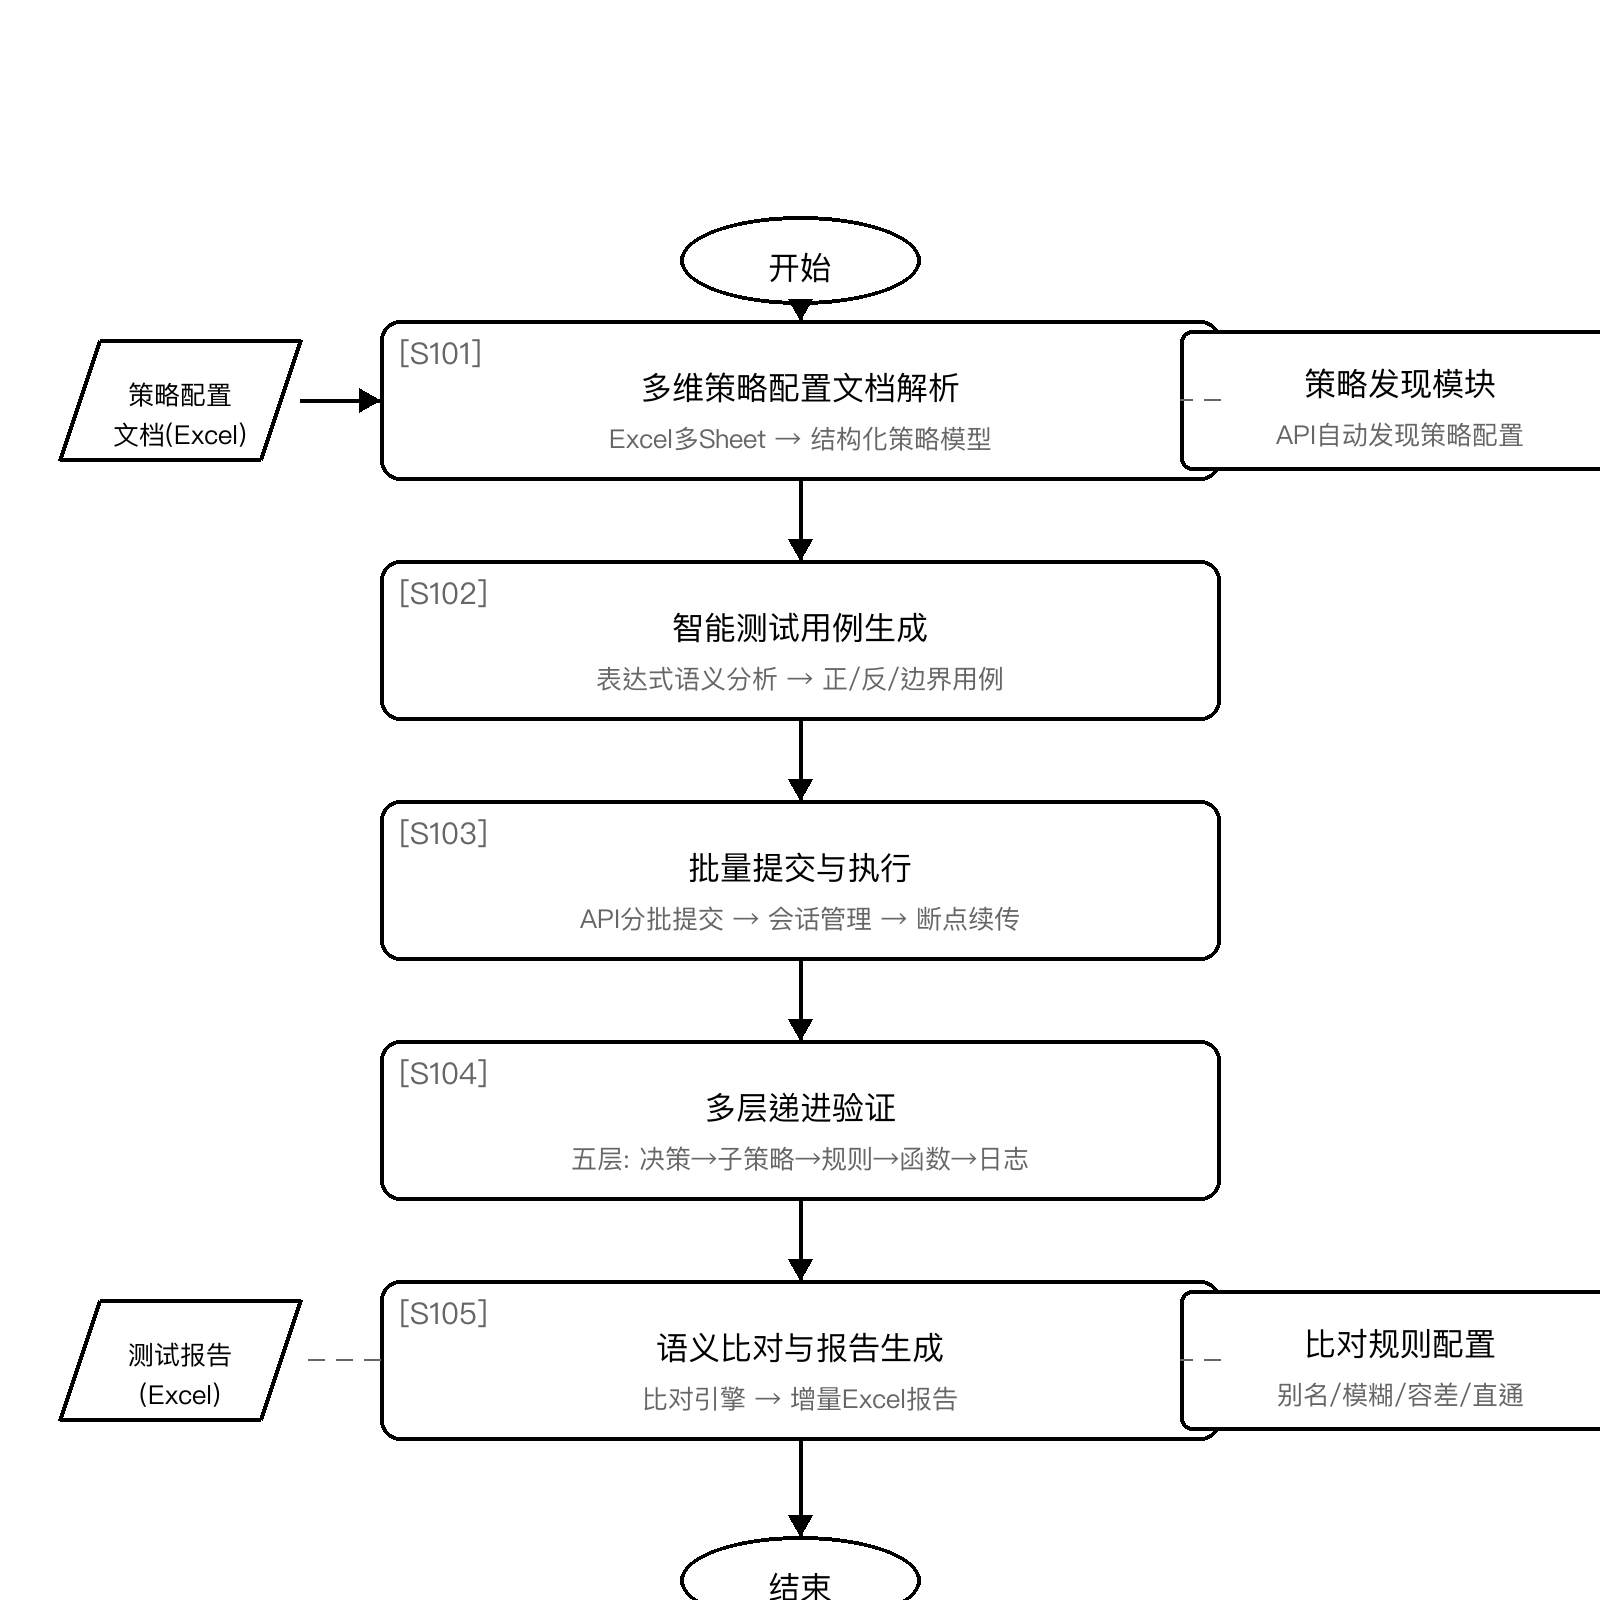 开始
[S101]
多维策略配置文档解析
Excel多Sheet → 结构化策略模型
策略配置
文档(Excel)
策略发现模块
API自动发现策略配置
[S102]
智能测试用例生成
表达式语义分析 → 正/反/边界用例
[S103]
批量提交与执行
API分批提交 → 会话管理 → 断点续传
[S104]
多层递进验证
五层: 决策→子策略→规则→函数→日志
[S105]
语义比对与报告生成
比对引擎 → 增量Excel报告
测试报告
(Excel)
比对规则配置
别名/模糊/容差/直通
结束